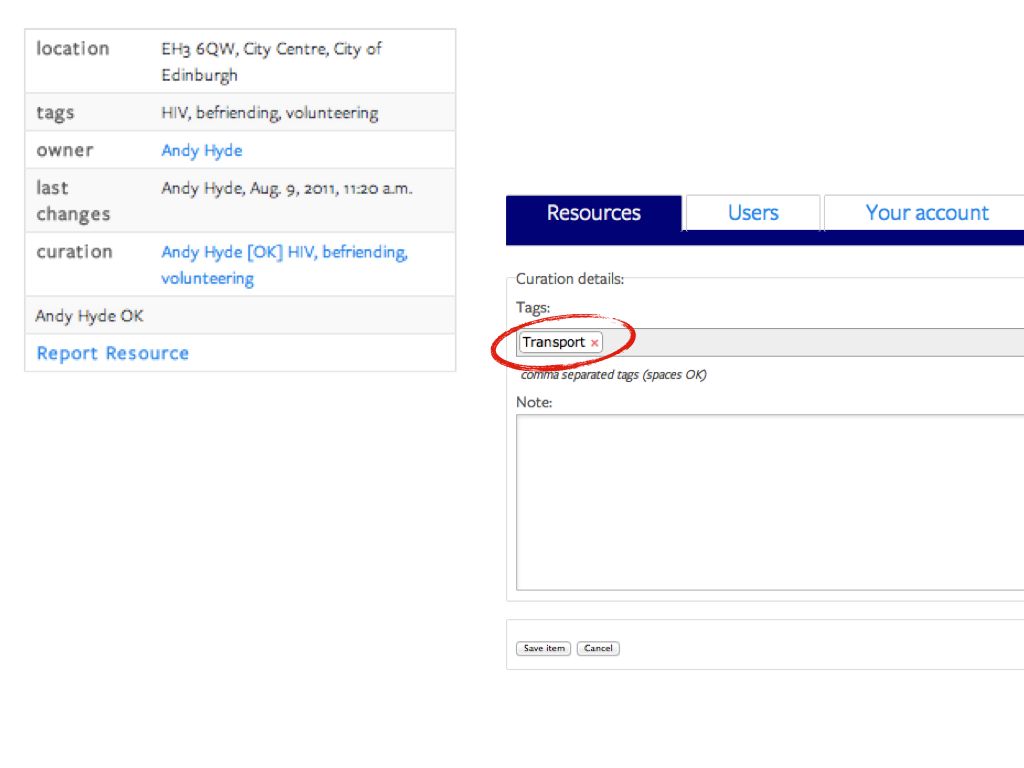 location EH3 6QW, City Centre, City of
Edinburgh
tags HIV, befriending, volunteering
owner Andy Hyde
last Andy Hyde, Aug. 9, 2011, 11:20 a.m.
changes
curation Andy Hyde [OK] HIV, befriending,
volunteering
Andy Hyde OK
Report Resource
Resources Users Your account
Curation details:
Tags:
Transport ×
comma separated tags (spaces OK)
Note:
Save item Cancel